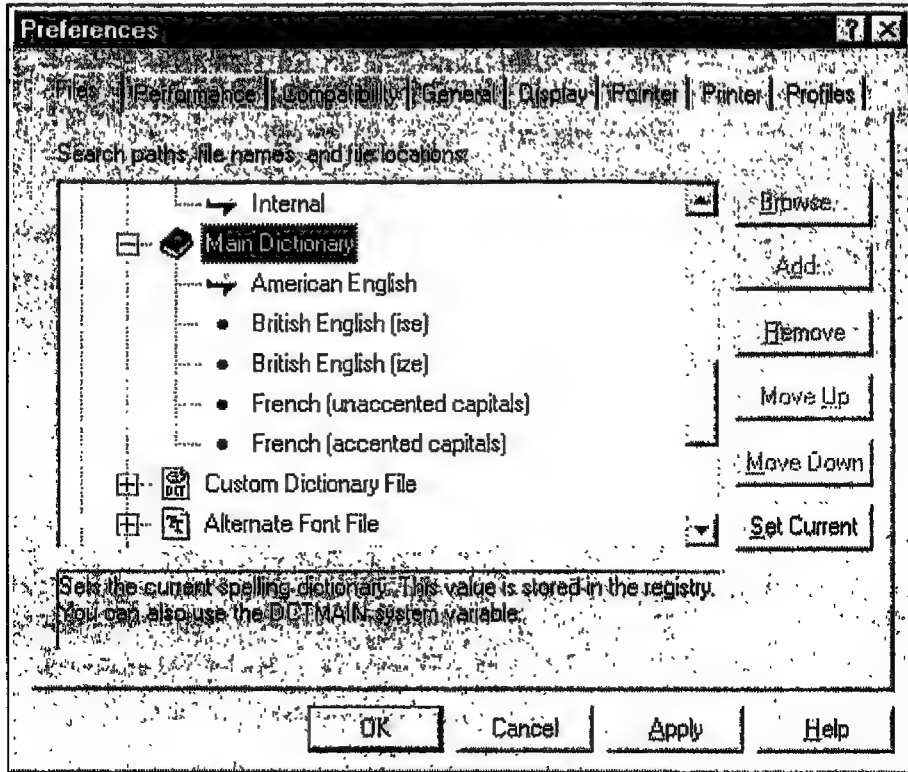 Preferences
Files Performance Compatibility General Display Pointer Printer Profiles
Search paths, file names, and file locations:
Internal
Main Dictionary
American English
British English (ise)
British English (ize)
French (unaccented capitals)
French (accented capitals)
Custom Dictionary File
Alternate Font File
Browse...
Add...
Remove
Move Up
Move Down
Set Current
Sets the current spelling dictionary. This value is stored in the registry.
You can also use the DCTMAIN system variable.
OK Cancel Apply Help